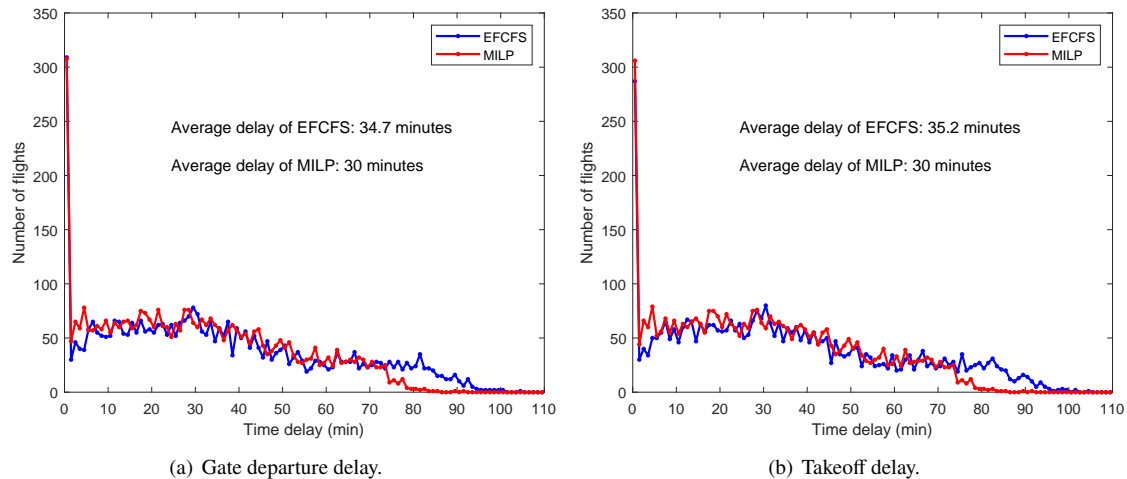 350
300
250
200
150
100
50
0
Number of flights
EFCFS
MILP
Average delay of EFCFS: 34.7 minutes
Average delay of MILP: 30 minutes
0 10 20 30 40 50 60 70 80 90 100 110
Time delay (min)
(a) Gate departure delay.
350
300
250
200
150
100
50
0
Number of flights
EFCFS
MILP
Average delay of EFCFS: 35.2 minutes
Average delay of MILP: 30 minutes
0 10 20 30 40 50 60 70 80 90 100 110
Time delay (min)
(b) Takeoff delay.